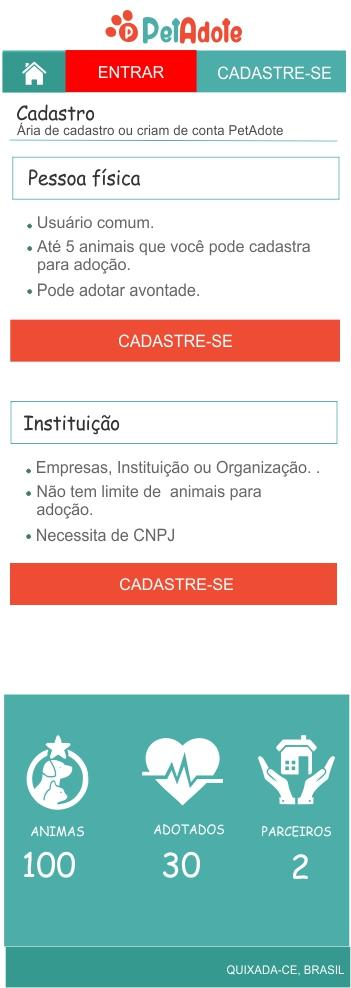 PetAdote
ENTRAR
CADASTRE-SE
Cadastro
Ária de cadastro ou criam de conta PetAdote
Pessoa física
• Usuário comum.
• Até 5 animais que você pode cadastra
para adoção.
• Pode adotar avontade.
CADASTRE-SE
Instituição
• Empresas, Instituição ou Organização. .
• Não tem limite de animais para
adoção.
• Necessita de CNPJ
CADASTRE-SE
ANIMAS
ADOTADOS
PARCEIROS
100
30
2
QUIXADA-CE, BRASIL